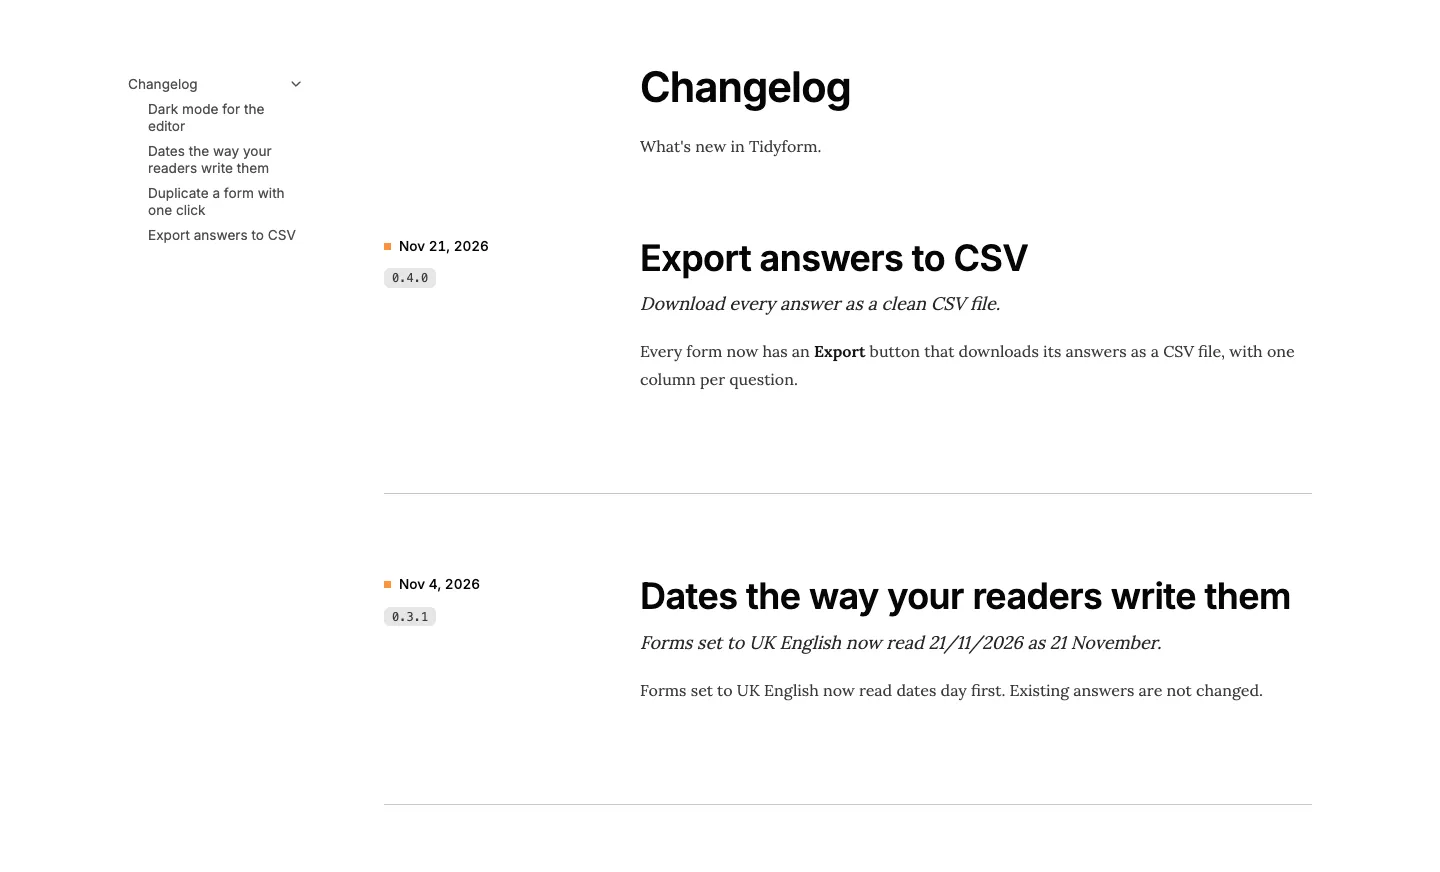 Changelog
Dark mode for the
editor
Dates the way your
readers write them
Duplicate a form with
one click
Export answers to CSV
Changelog
What's new in Tidyform.
Nov 21, 2026
0.4.0
Export answers to CSV
Download every answer as a clean CSV file.
Every form now has an Export button that downloads its answers as a CSV file, with one
column per question.
Nov 4, 2026
0.3.1
Dates the way your readers write them
Forms set to UK English now read 21/11/2026 as 21 November.
Forms set to UK English now read dates day first. Existing answers are not changed.